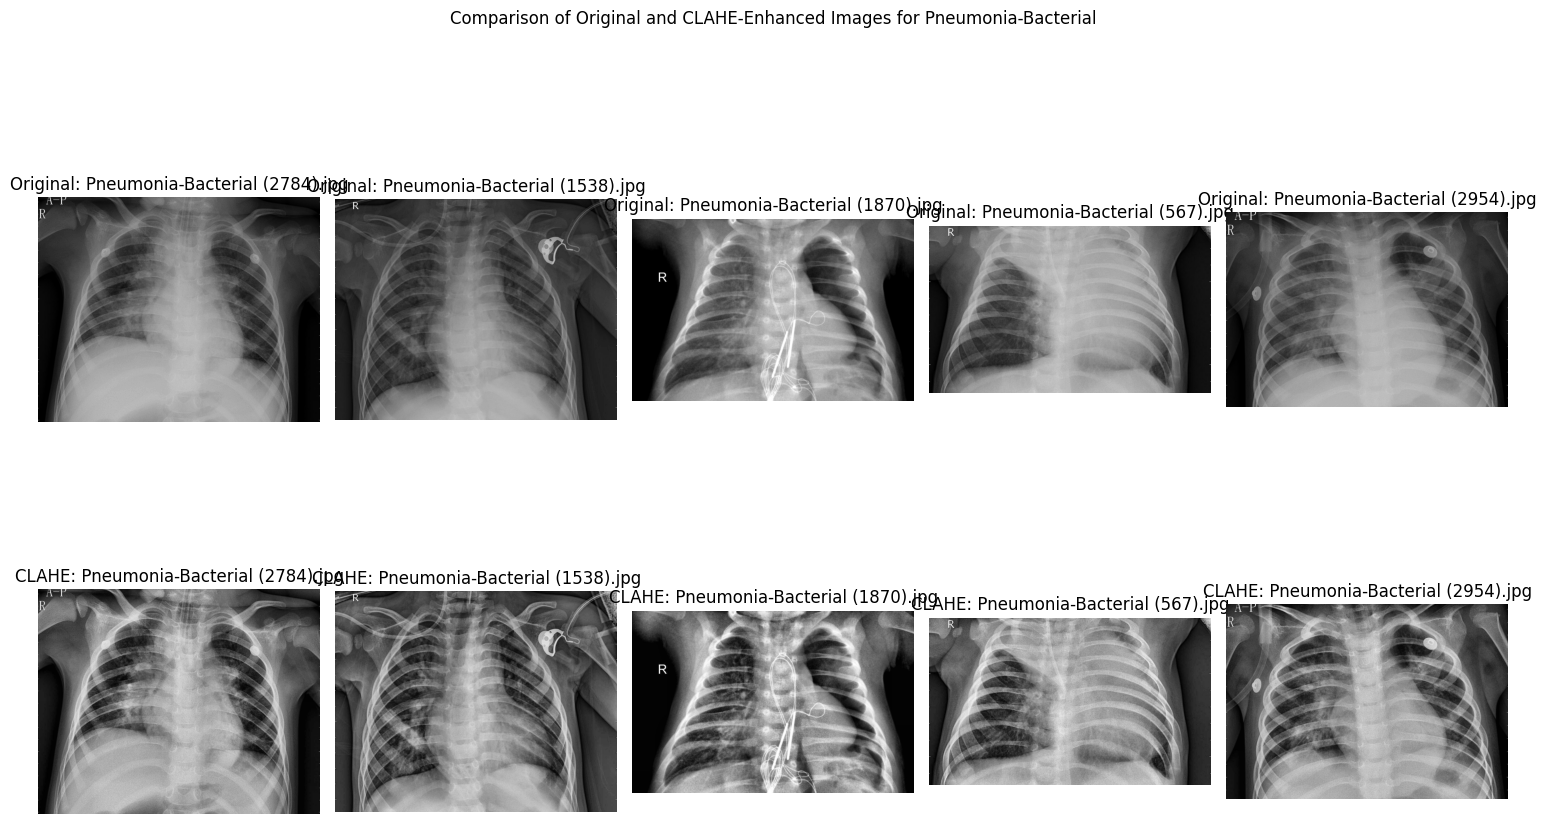 Comparison of Original and CLAHE-Enhanced Images for Pneumonia-Bacterial
Original: Pneumonia-Bacterial (2784).jpg
Original: Pneumonia-Bacterial (1538).jpg
Original: Pneumonia-Bacterial (1870).jpg
Original: Pneumonia-Bacterial (567).jpg
Original: Pneumonia-Bacterial (2954).jpg
A-P
R
R
R
R
A-P
R
CLAHE: Pneumonia-Bacterial (2784).jpg
CLAHE: Pneumonia-Bacterial (1538).jpg
CLAHE: Pneumonia-Bacterial (1870).jpg
CLAHE: Pneumonia-Bacterial (567).jpg
CLAHE: Pneumonia-Bacterial (2954).jpg
A-P
R
R
R
R
A-P
R